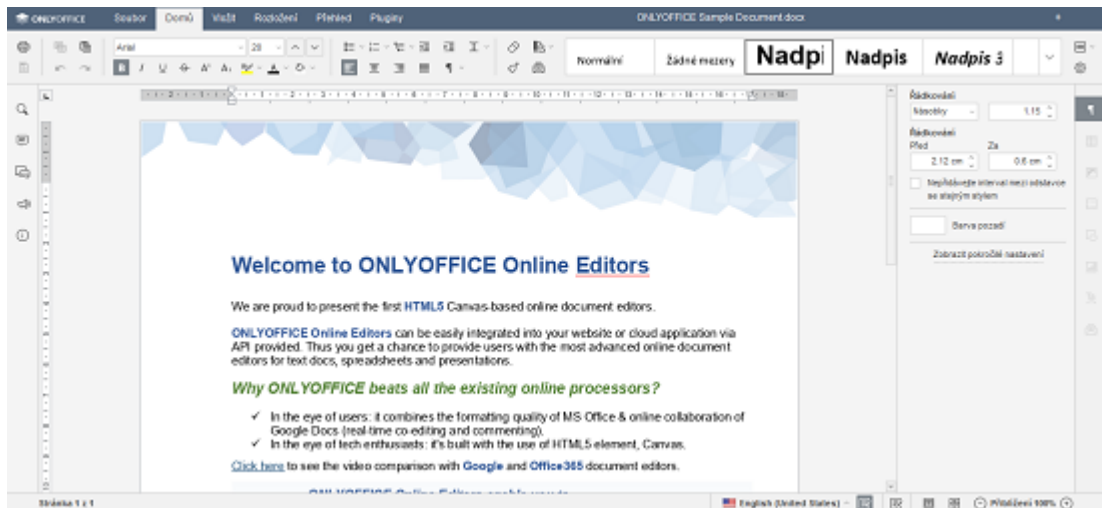 ONLYOFFICE Soubor Domů Vložit Rozložení Přehled Pluginy ONLYOFFICE Sample Document.docx
Arial 28
Normální Žádné mezery Nadpi Nadpis Nadpis 3
Řádkování
Násobky 1.15
Řádkování
Před Za
2.12 cm 0.6 cm
Nepřidávejte interval mezi odstavce
se stejným stylem
Barva pozadí
Zobrazit pokročilé nastavení
Welcome to ONLYOFFICE Online Editors
We are proud to present the first HTML5 Canvas-based online document editors.
ONLYOFFICE Online Editors can be easily integrated into your website or cloud application via
API provided. Thus you get a chance to provide users with the most advanced online document
editors for text docs, spreadsheets and presentations.
Why ONLYOFFICE beats all the existing online processors?
✓ In the eye of users: it combines the formatting quality of MS Office & online collaboration of
Google Docs (real-time co-editing and commenting).
✓ In the eye of tech enthusiasts: it's built with the use of HTML5 element, Canvas.
Click here to see the video comparison with Google and Office365 document editors.
Stránka 1 z 1 English (United States) Přiblížení 100%